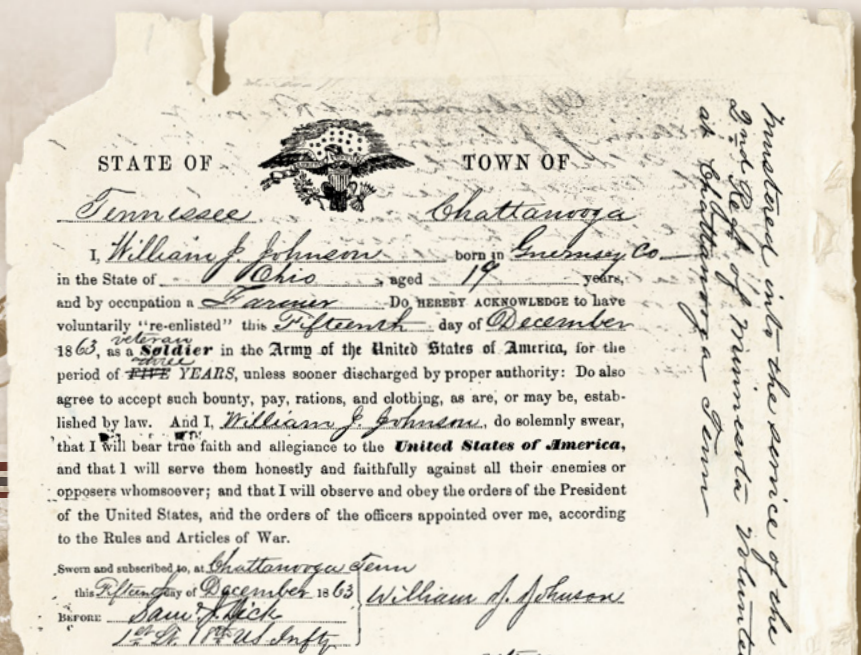 STATE OF TOWN OF
Tennessee Chattanooga
I, William J. Johnson born in Guernsey Co
in the State of Ohio, aged 19 years,
and by occupation a Farmer Do HEREBY ACKNOWLEDGE to have
voluntarily "re-enlisted" this Fifteenth day of December
1863, as a veteran Soldier in the Army of the United States of America, for the
period of three FIVE YEARS, unless sooner discharged by proper authority: Do also
agree to accept such bounty, pay, rations, and clothing, as are, or may be, estab-
lished by law. And I, William J. Johnson, do solemnly swear,
that I will bear true faith and allegiance to the United States of America,
and that I will serve them honestly and faithfully against all their enemies or
opposers whomsoever; and that I will observe and obey the orders of the President
of the United States, and the orders of the officers appointed over me, according
to the Rules and Articles of War.
Sworn and subscribed to, at Chattanooga Tenn
this Fifteenth day of December 1863
William J. Johnson
BEFORE Sam J. Dick
1st Lt. 18th US Infty
Mustered into the service of the
2nd Regt of Minnesota Volunte
at Chattanooga Tenn